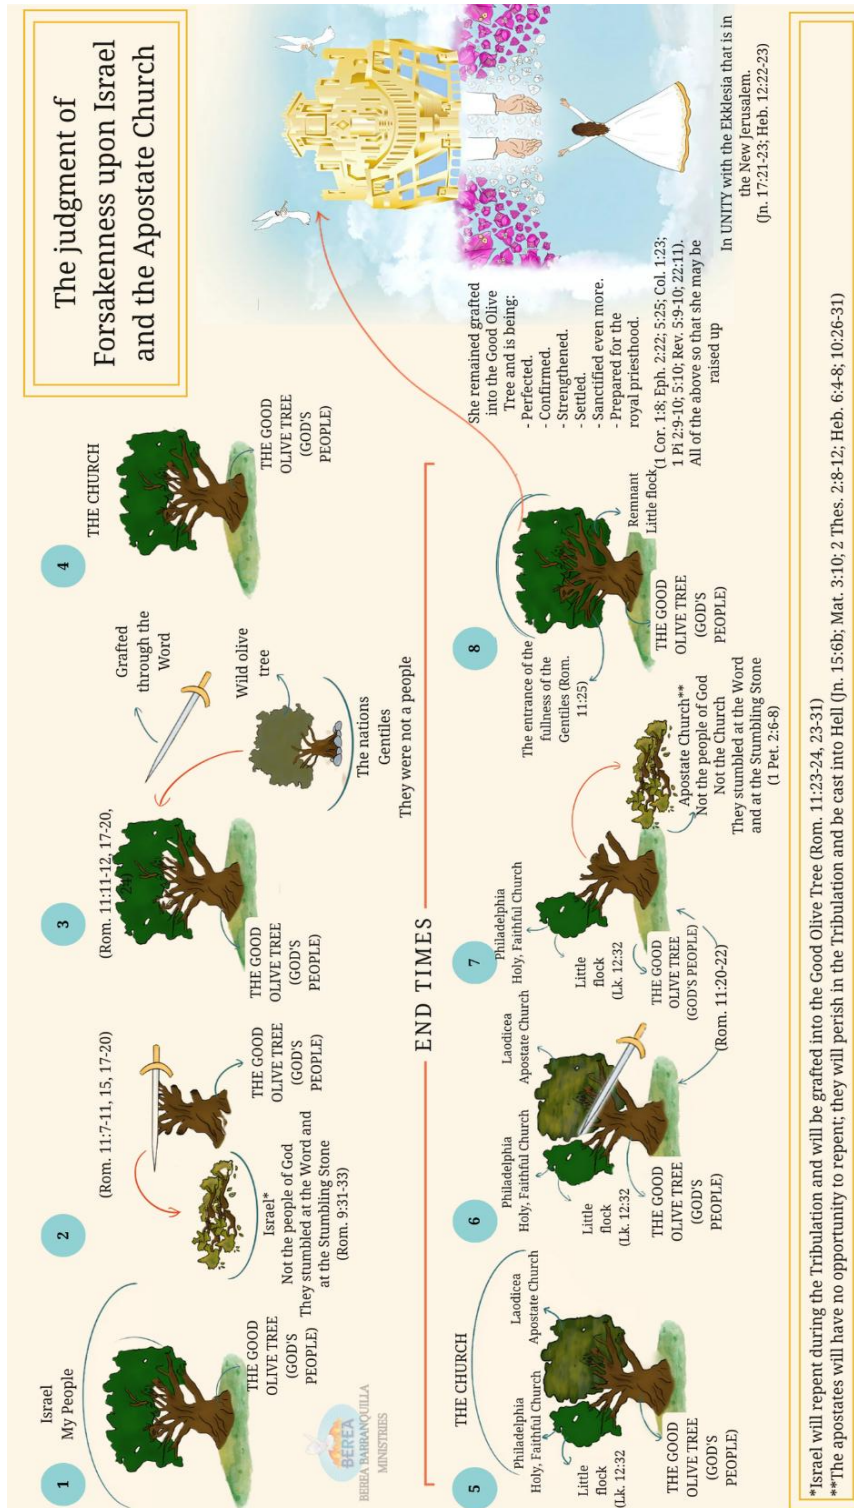 The judgment of
Forsakenness upon Israel
and the Apostate Church
1
Israel
My People
THE GOOD
OLIVE TREE
(GOD'S
PEOPLE)
2
(Rom. 11:7-11, 15, 17-20)
Israel*
Not the people of God
They stumbled at the Word and
at the Stumbling Stone
(Rom. 9:31-33)
THE GOOD
OLIVE TREE
(GOD'S
PEOPLE)
3
(Rom. 11:11-12, 17-20,
24)
THE GOOD
OLIVE TREE
(GOD'S
PEOPLE)
Grafted
through the
Word
Wild olive
tree
The nations
Gentiles
They were not a people
4
THE CHURCH
THE GOOD
OLIVE TREE
(GOD'S
PEOPLE)
BEREA
BEREA BARRANQUILLA
MINISTRIES
END TIMES
5
THE CHURCH
Philadelphia
Holy, Faithful Church
Laodicea
Apostate Church
Little
flock
(Lk. 12:32
THE GOOD
OLIVE TREE
(GOD'S
PEOPLE)
6
Philadelphia
Holy, Faithful Church
Laodicea
Apostate Church
Little
flock
(Lk. 12:32
THE GOOD
OLIVE TREE
(GOD'S
PEOPLE)
(Rom. 11:20-22)
7
Philadelphia
Holy, Faithful Church
Little
flock
(Lk. 12:32
THE GOOD
OLIVE TREE
(GOD'S PEOPLE)
Apostate Church**
Not the people of God
Not the Church
They stumbled at the Word
and at the Stumbling Stone
(1 Pet. 2:6-8)
8
The entrance of the
fullness of the
Gentiles (Rom.
11:25)
THE GOOD
OLIVE TREE
(GOD'S
PEOPLE)
Remnant
Little flock
She remained grafted
into the Good Olive
Tree and is being:
- Perfected.
- Confirmed.
- Strengthened.
- Settled.
- Sanctified even more.
- Prepared for the
royal priesthood.
(1 Cor. 1:8; Eph. 2:22; 5:25; Col. 1:23;
1 Pi 2:9-10; 5:10; Rev. 5:9-10; 22:11).
All of the above so that she may be
raised up
In UNITY with the Ekklesia that is in
the New Jerusalem.
(Jn. 17:21-23; Heb. 12:22-23)
*Israel will repent during the Tribulation and will be grafted into the Good Olive Tree (Rom. 11:23-24, 23-31)
**The apostates will have no opportunity to repent; they will perish in the Tribulation and be cast into Hell (Jn. 15:6b; Mat. 3:10; 2 Thes. 2:8-12; Heb. 6:4-8; 10:26-31)